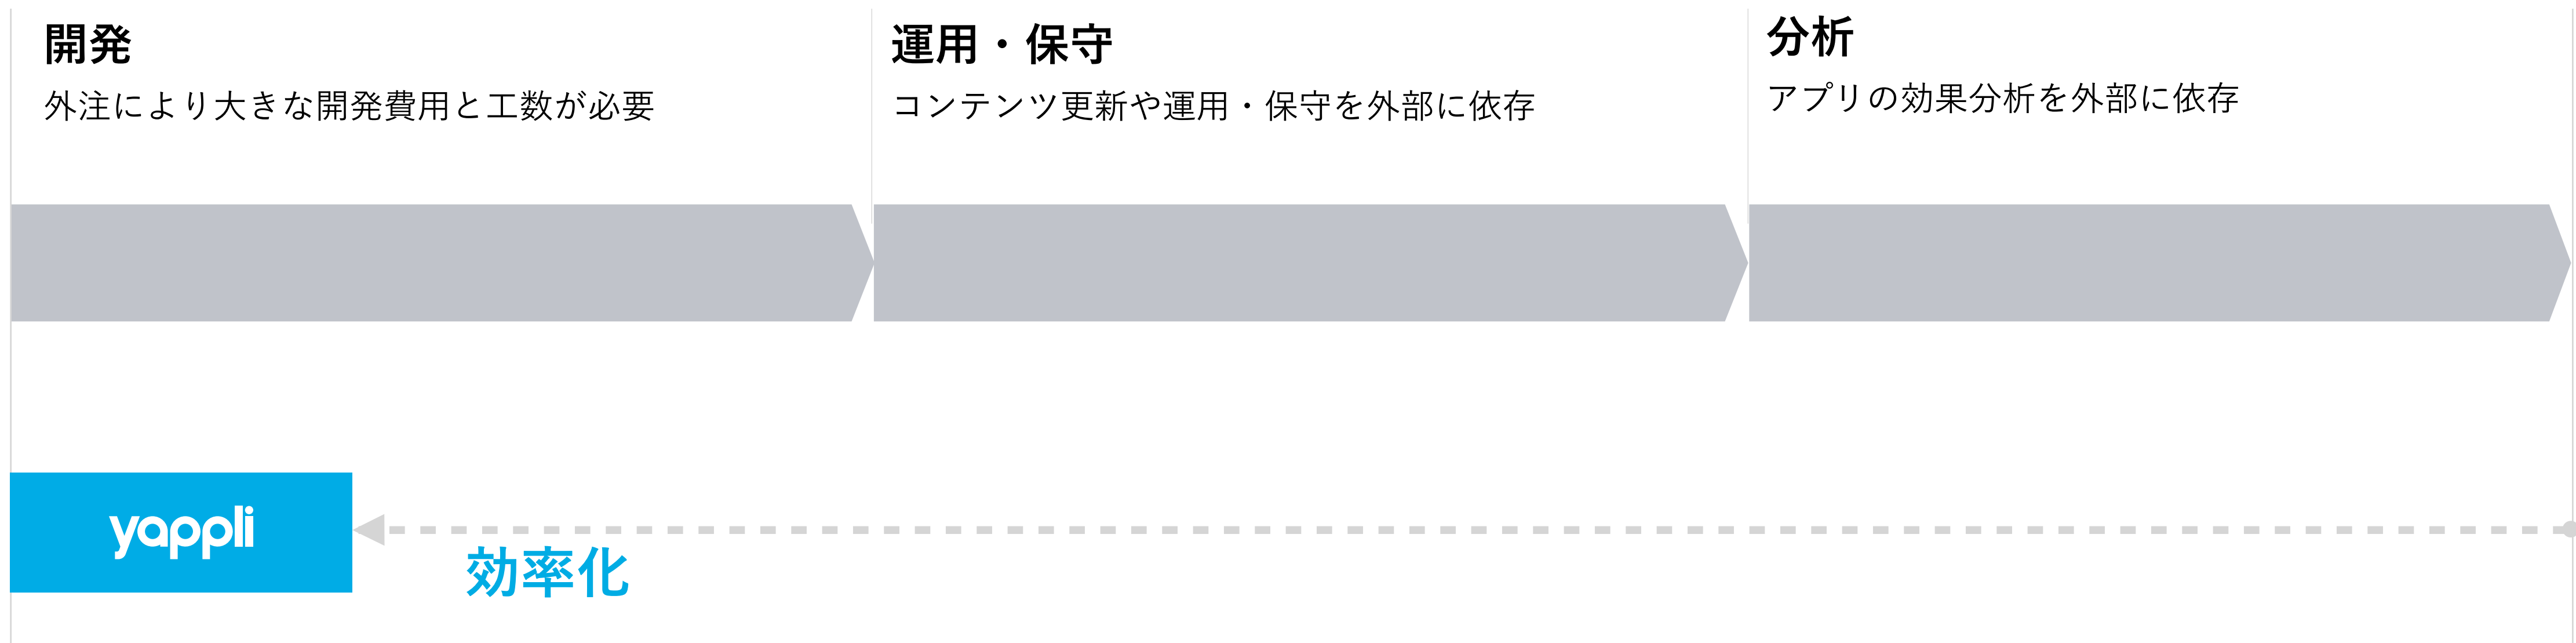 開発
外注により大きな開発費用と工数が必要
運用・保守
コンテンツ更新や運用・保守を外部に依存
分析
アプリの効果分析を外部に依存
yappli
効率化